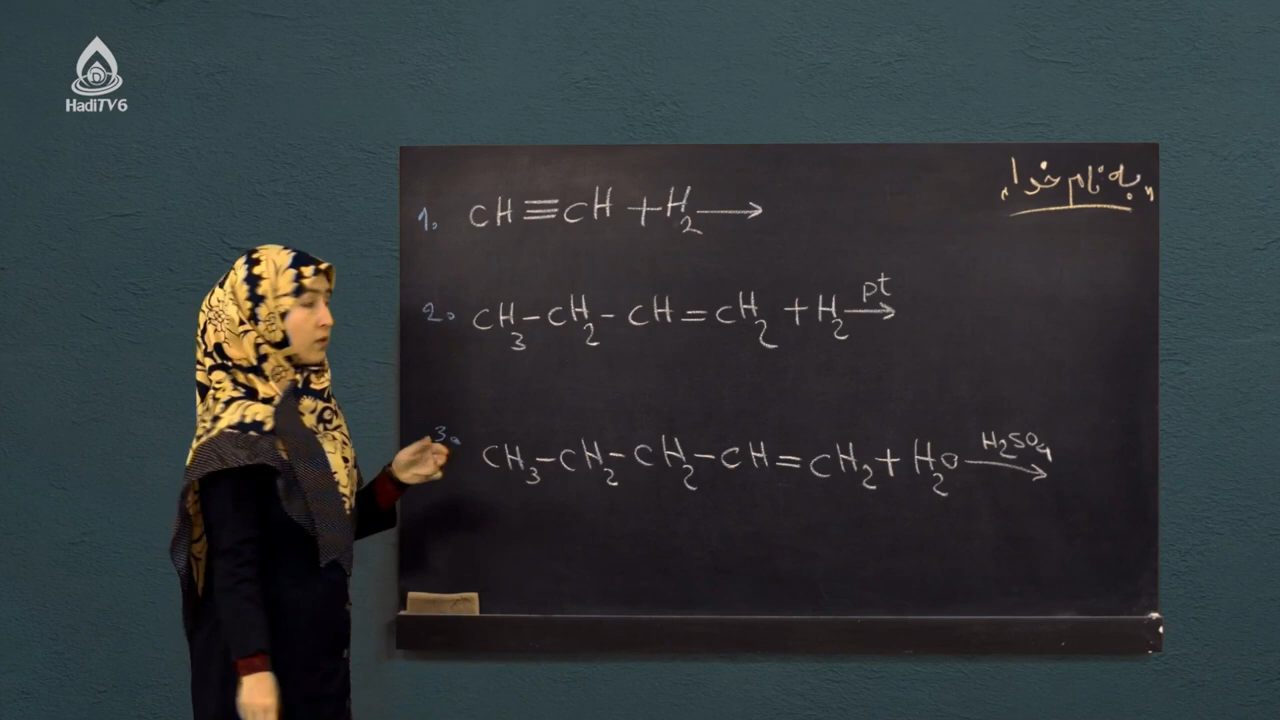 HadiTV6
"به نام خدا"
1. CH≡CH + H₂ →
2. CH₃-CH₂-CH=CH₂ + H₂ →pt
3. CH₃-CH₂-CH₂-CH=CH₂ + H₂O →H₂SO₄